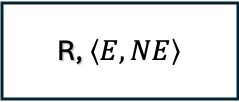 R, ⟨E, NE⟩